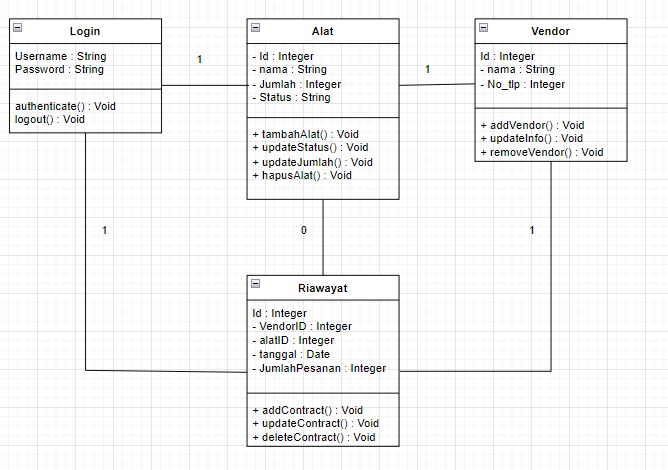 Login
Username : String
Password : String
authenticate() : Void
logout() : Void
1
Alat
- Id : Integer
- nama : String
- Jumlah : Integer
- Status : String
+ tambahAlat() : Void
+ updateStatus() : Void
+ updateJumlah() : Void
+ hapusAlat() : Void
1
Vendor
Id : Integer
- nama : String
- No_tlp : Integer
+ addVendor() : Void
+ updateInfo() : Void
+ removeVendor() : Void
1
0
1
Riawayat
Id : Integer
- VendorID : Integer
- alatID : Integer
- tanggal : Date
- JumlahPesanan : Integer
+ addContract() : Void
+ updateContract() : Void
+ deleteContract() : Void